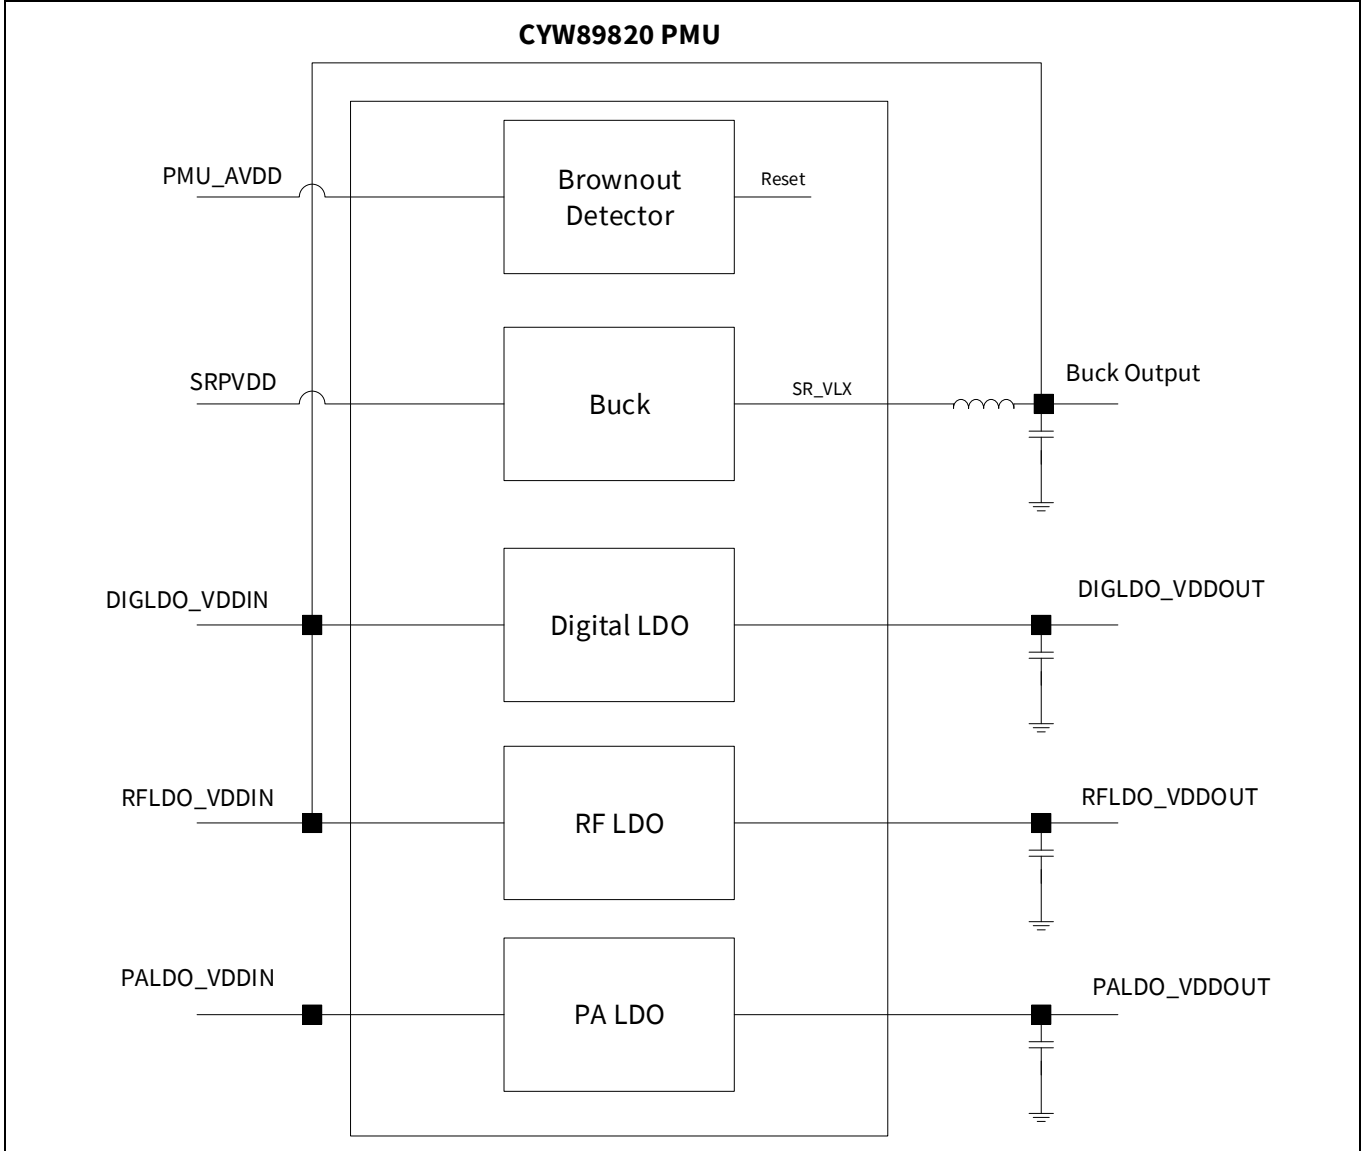 CYW89820 PMU
PMU_AVDD
Brownout
Detector
Reset
SRPVDD
Buck
SR_VLX
Buck Output
DIGLDO_VDDIN
Digital LDO
DIGLDO_VDDOUT
RFLDO_VDDIN
RF LDO
RFLDO_VDDOUT
PALDO_VDDIN
PA LDO
PALDO_VDDOUT